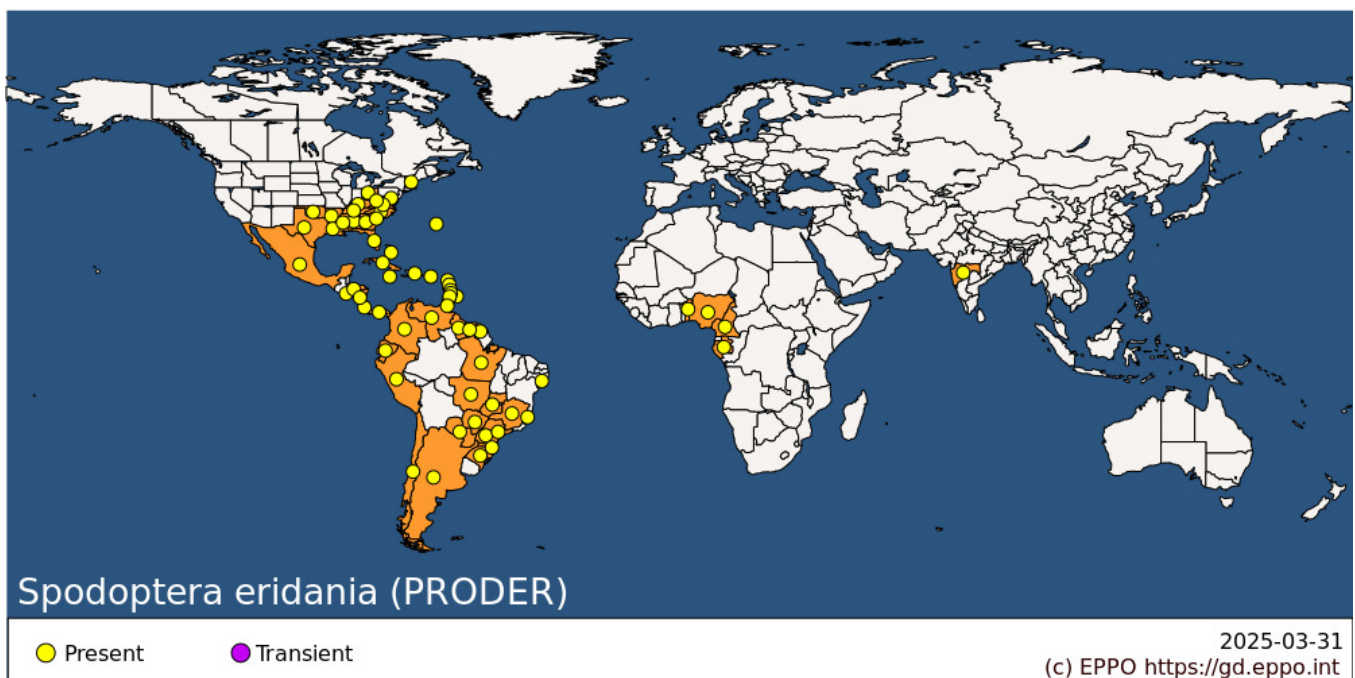 Spodoptera eridania (PRODER)
Present
Transient
2025-03-31
(c) EPPO https://gd.eppo.int